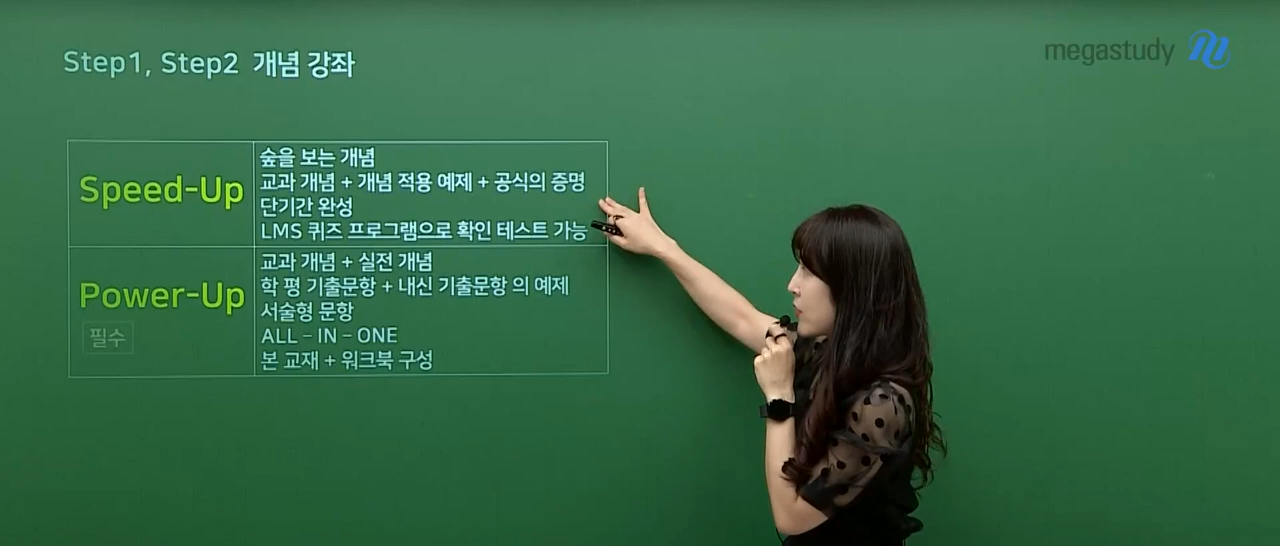 Step1, Step2 개념 강좌
megastudy
Speed-Up
숲을 보는 개념
교과 개념 + 개념 적용 예제 + 공식의 증명
단기간 완성
LMS 퀴즈 프로그램으로 확인 테스트 가능
Power-Up
필수
교과 개념 + 실전 개념
학 평 기출문항 + 내신 기출문항 의 예제
서술형 문항
ALL – IN – ONE
본 교재 + 워크북 구성